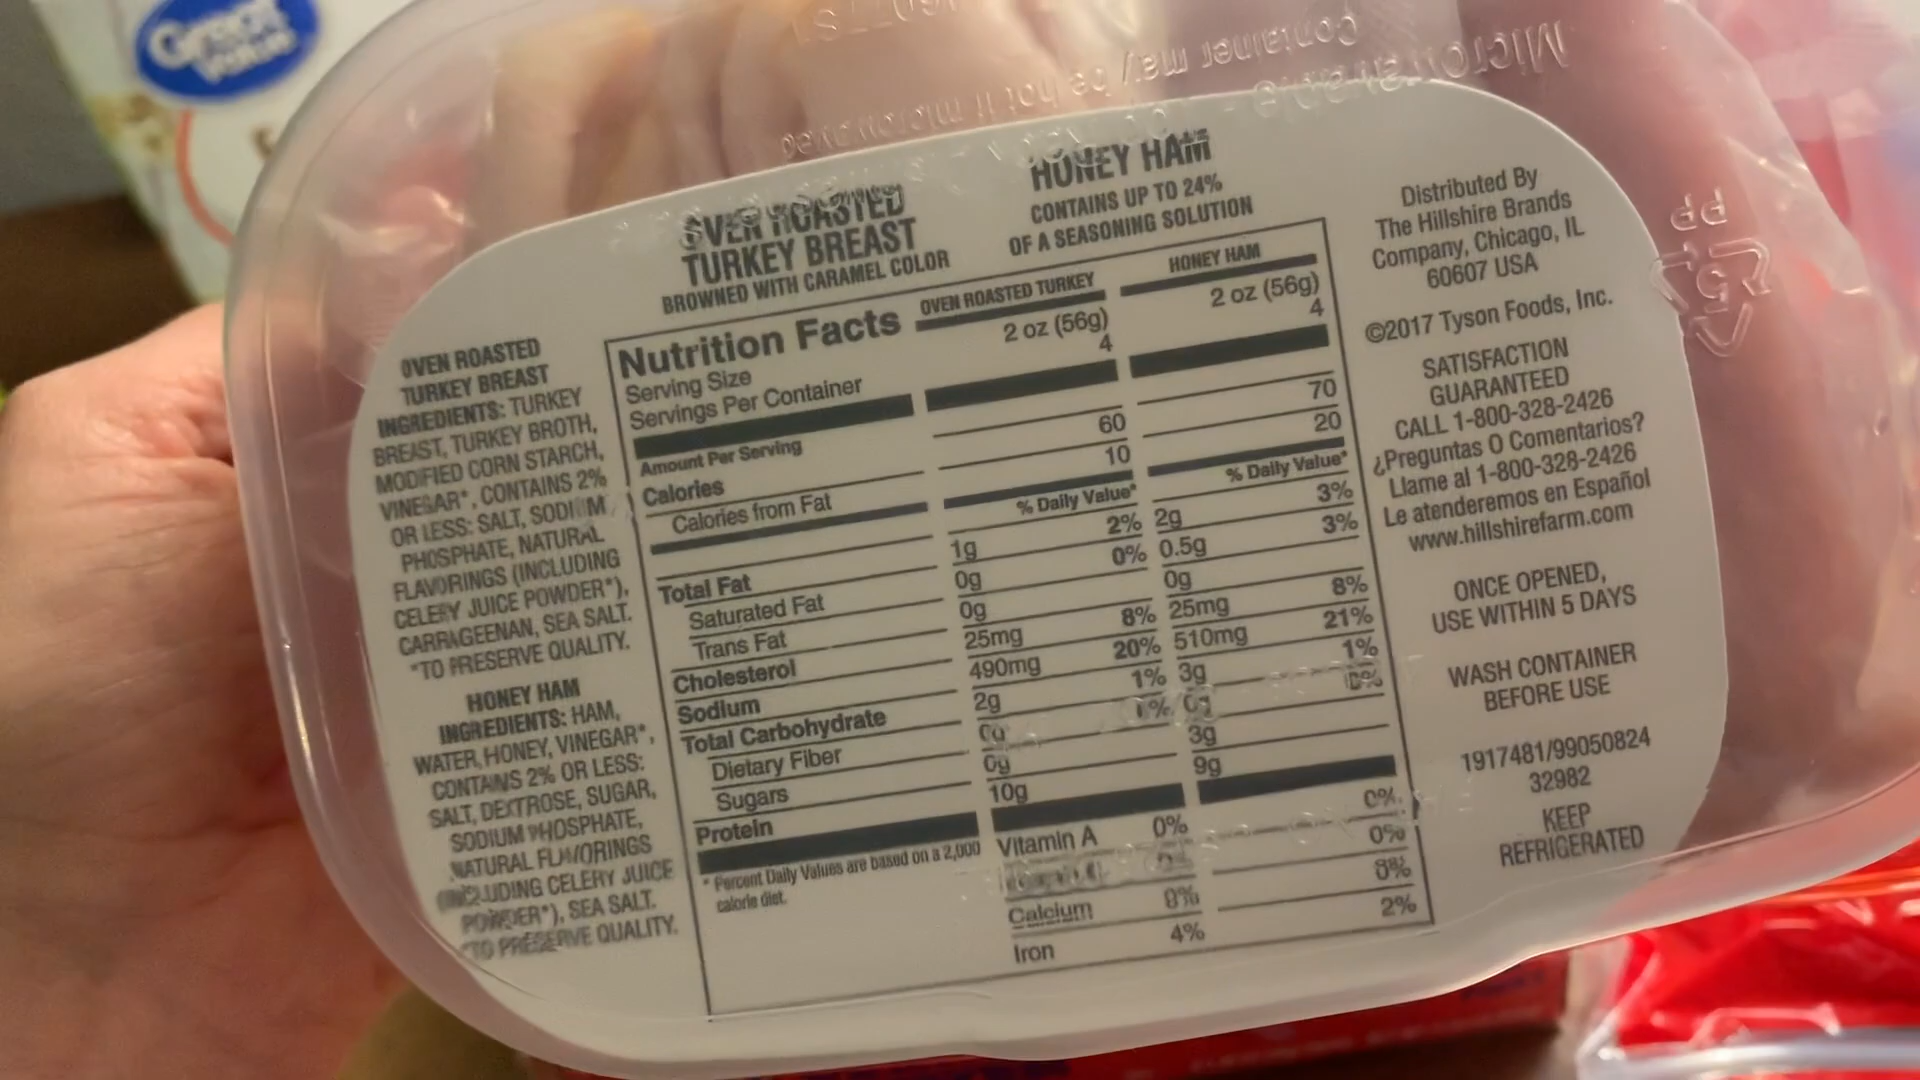 Great Value
Microwaveable
Container may be hot if microwaved
OVEN ROASTED
TURKEY BREAST
BROWNED WITH CARAMEL COLOR
HONEY HAM
CONTAINS UP TO 24%
OF A SEASONING SOLUTION
OVEN ROASTED
TURKEY BREAST
INGREDIENTS: TURKEY
BREAST, TURKEY BROTH,
MODIFIED CORN STARCH,
VINEGAR*, CONTAINS 2%
OR LESS: SALT, SODIUM
PHOSPHATE, NATURAL
FLAVORINGS (INCLUDING
CELERY JUICE POWDER*),
CARRAGEENAN, SEA SALT.
*TO PRESERVE QUALITY.
HONEY HAM
INGREDIENTS: HAM,
WATER, HONEY, VINEGAR*,
CONTAINS 2% OR LESS:
SALT, DEXTROSE, SUGAR,
SODIUM PHOSPHATE,
NATURAL FLAVORINGS
(INCLUDING CELERY JUICE
POWDER*), SEA SALT.
*TO PRESERVE QUALITY.
Nutrition Facts OVEN ROASTED TURKEY HONEY HAM
Serving Size 2 oz (56g) 2 oz (56g)
Servings Per Container 4 4
Amount Per Serving
Calories 60 70
Calories from Fat 10 20
% Daily Value* % Daily Value*
Total Fat 1g 2% 2g 3%
Saturated Fat 0g 0% 0.5g 3%
Trans Fat 0g 0g
Cholesterol 25mg 8% 25mg 8%
Sodium 490mg 20% 510mg 21%
Total Carbohydrate 2g 1% 3g 1%
Dietary Fiber 0g 0g 0%
Sugars 0g 3g
Protein 10g 9g
Vitamin A 0% 0%
0%
Calcium
Iron 4% 2%
* Percent Daily Values are based on a 2,000
calorie diet.
Distributed By
The Hillshire Brands
Company, Chicago, IL
60607 USA
©2017 Tyson Foods, Inc.
SATISFACTION
GUARANTEED
CALL 1-800-328-2426
¿Preguntas O Comentarios?
Llame al 1-800-328-2426
Le atenderemos en Español
www.hillshirefarm.com
ONCE OPENED,
USE WITHIN 5 DAYS
WASH CONTAINER
BEFORE USE
1917481/99050824
32982
KEEP
REFRIGERATED
PP
5